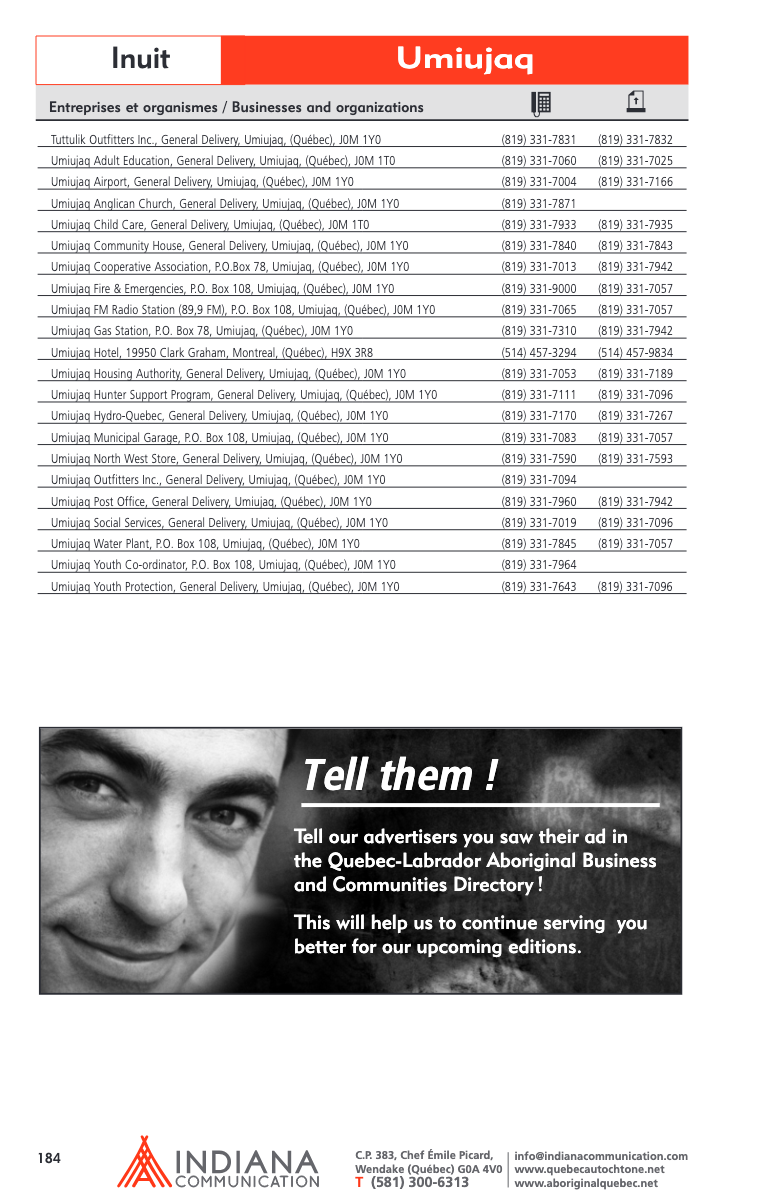 Inuit Umiujaq
Entreprises et organismes / Businesses and organizations
Tuttulik Outfitters Inc., General Delivery, Umiujaq, (Québec), J0M 1Y0 (819) 331-7831 (819) 331-7832
Umiujaq Adult Education, General Delivery, Umiujaq, (Québec), J0M 1T0 (819) 331-7060 (819) 331-7025
Umiujaq Airport, General Delivery, Umiujaq, (Québec), J0M 1Y0 (819) 331-7004 (819) 331-7166
Umiujaq Anglican Church, General Delivery, Umiujaq, (Québec), J0M 1Y0 (819) 331-7871
Umiujaq Child Care, General Delivery, Umiujaq, (Québec), J0M 1T0 (819) 331-7933 (819) 331-7935
Umiujaq Community House, General Delivery, Umiujaq, (Québec), J0M 1Y0 (819) 331-7840 (819) 331-7843
Umiujaq Cooperative Association, P.O.Box 78, Umiujaq, (Québec), J0M 1Y0 (819) 331-7013 (819) 331-7942
Umiujaq Fire & Emergencies, P.O. Box 108, Umiujaq, (Québec), J0M 1Y0 (819) 331-9000 (819) 331-7057
Umiujaq FM Radio Station (89,9 FM), P.O. Box 108, Umiujaq, (Québec), J0M 1Y0 (819) 331-7065 (819) 331-7057
Umiujaq Gas Station, P.O. Box 78, Umiujaq, (Québec), J0M 1Y0 (819) 331-7310 (819) 331-7942
Umiujaq Hotel, 19950 Clark Graham, Montreal, (Québec), H9X 3R8 (514) 457-3294 (514) 457-9834
Umiujaq Housing Authority, General Delivery, Umiujaq, (Québec), J0M 1Y0 (819) 331-7053 (819) 331-7189
Umiujaq Hunter Support Program, General Delivery, Umiujaq, (Québec), J0M 1Y0 (819) 331-7111 (819) 331-7096
Umiujaq Hydro-Quebec, General Delivery, Umiujaq, (Québec), J0M 1Y0 (819) 331-7170 (819) 331-7267
Umiujaq Municipal Garage, P.O. Box 108, Umiujaq, (Québec), J0M 1Y0 (819) 331-7083 (819) 331-7057
Umiujaq North West Store, General Delivery, Umiujaq, (Québec), J0M 1Y0 (819) 331-7590 (819) 331-7593
Umiujaq Outfitters Inc., General Delivery, Umiujaq, (Québec), J0M 1Y0 (819) 331-7094
Umiujaq Post Office, General Delivery, Umiujaq, (Québec), J0M 1Y0 (819) 331-7960 (819) 331-7942
Umiujaq Social Services, General Delivery, Umiujaq, (Québec), J0M 1Y0 (819) 331-7019 (819) 331-7096
Umiujaq Water Plant, P.O. Box 108, Umiujaq, (Québec), J0M 1Y0 (819) 331-7845 (819) 331-7057
Umiujaq Youth Co-ordinator, P.O. Box 108, Umiujaq, (Québec), J0M 1Y0 (819) 331-7964
Umiujaq Youth Protection, General Delivery, Umiujaq, (Québec), J0M 1Y0 (819) 331-7643 (819) 331-7096
Tell them !
Tell our advertisers you saw their ad in
the Quebec-Labrador Aboriginal Business
and Communities Directory !
This will help us to continue serving you
better for our upcoming editions.
184
INDIANA
COMMUNICATION
C.P. 383, Chef Émile Picard,
Wendake (Québec) G0A 4V0
T (581) 300-6313
info@indianacommunication.com
www.quebecautochtone.net
www.aboriginalquebec.net